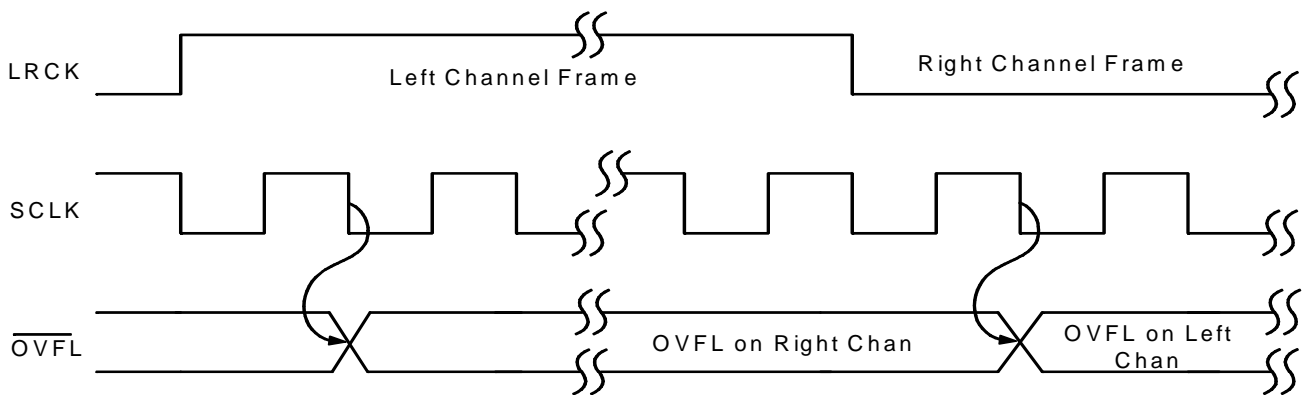 LRCK
Left Channel Frame
Right Channel Frame
SCLK
OVFL
OVFL on Right Chan
OVFL on Left
Chan